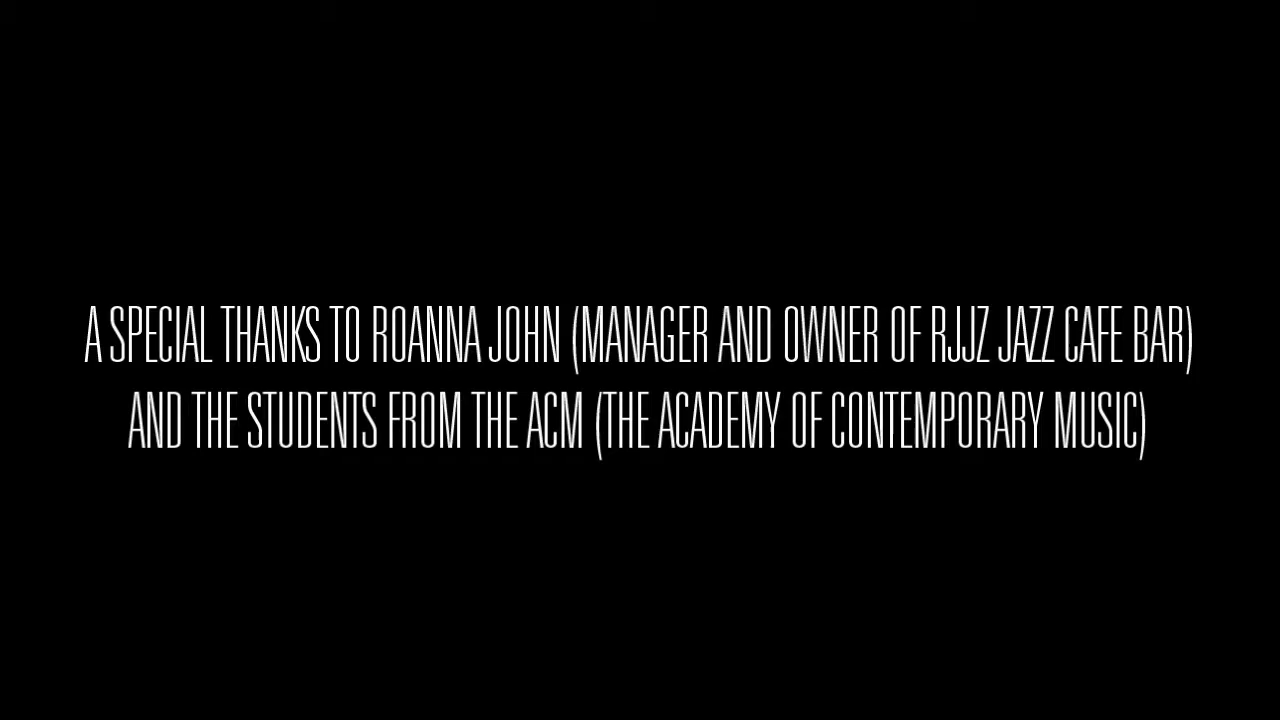 A SPECIAL THANKS TO ROANNA JOHN (MANAGER AND OWNER OF RJJZ JAZZ CAFE BAR)
AND THE STUDENTS FROM THE ACM (THE ACADEMY OF CONTEMPORARY MUSIC)